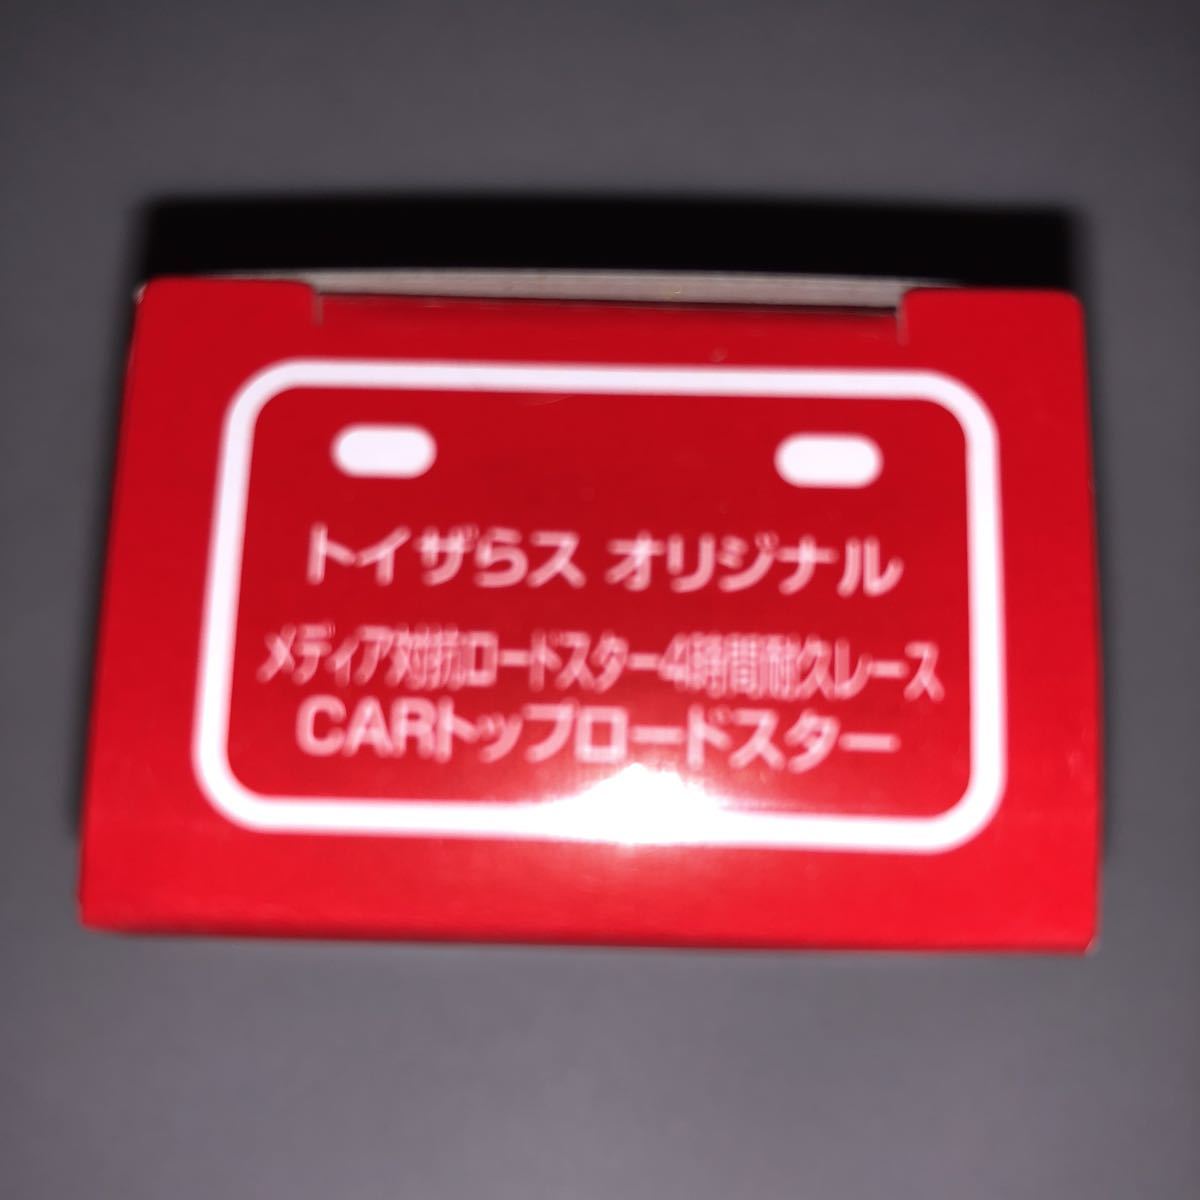 トイザらス オリジナル
メディア対抗ロードスター4時間耐久レース
CARトップロードスター